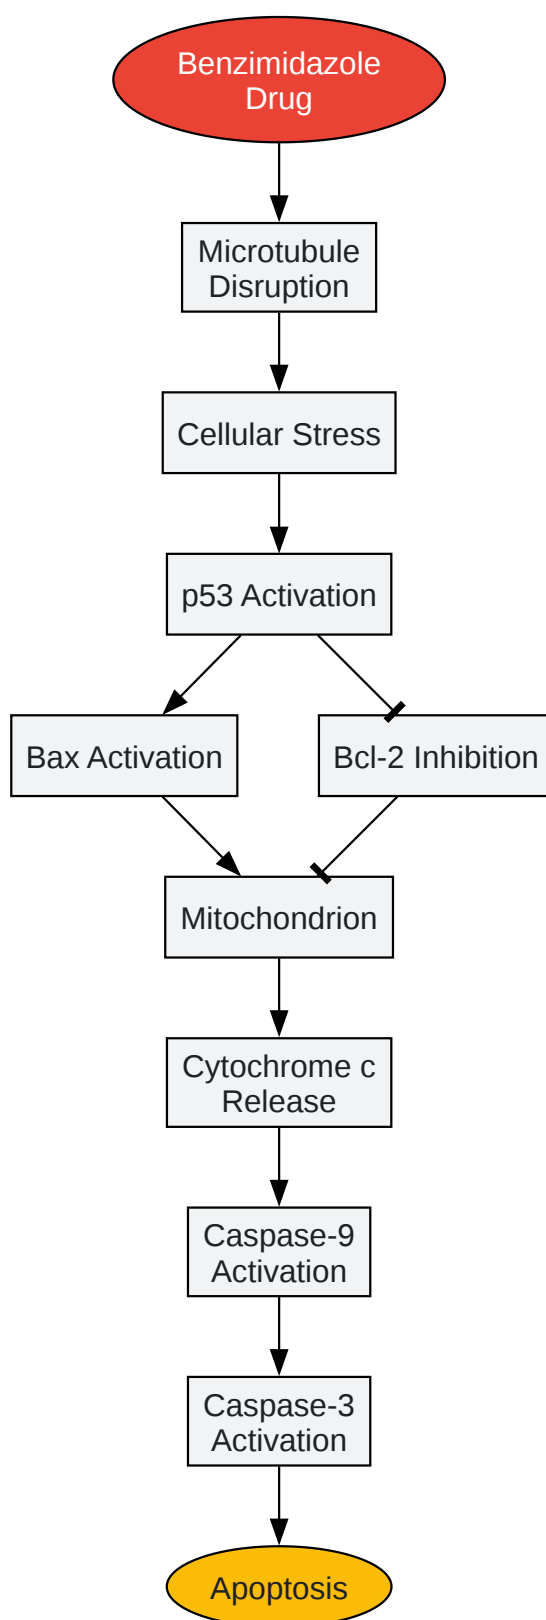 Benzimidazole
Drug
Microtubule
Disruption
Cellular Stress
p53 Activation
Bax Activation
Bcl-2 Inhibition
Mitochondrion
Cytochrome c
Release
Caspase-9
Activation
Caspase-3
Activation
Apoptosis